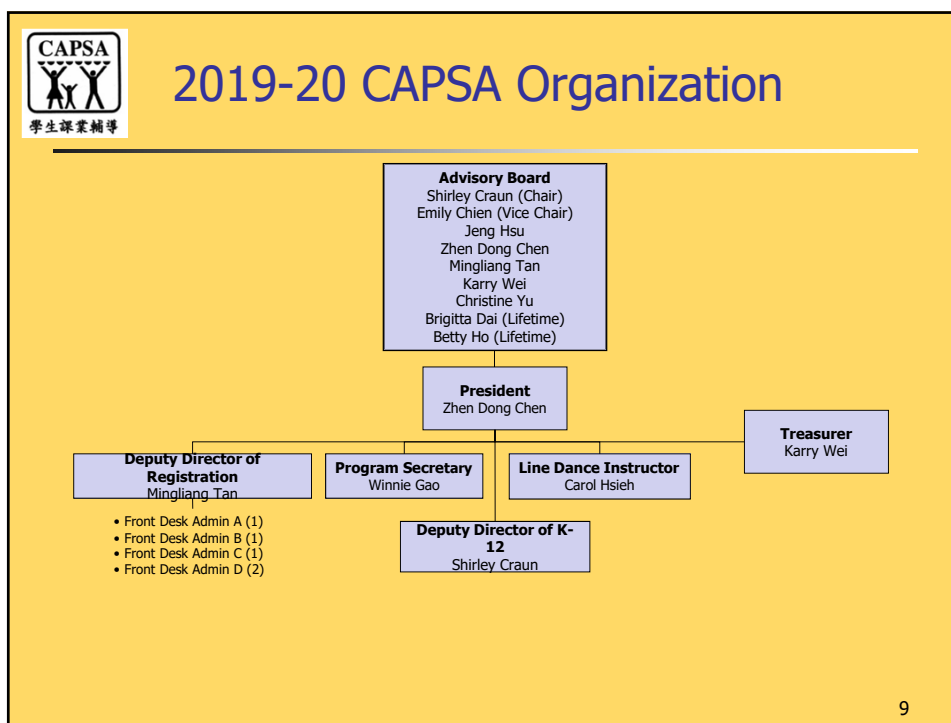 CAPSA
學生課業輔導
2019-20 CAPSA Organization
Advisory Board
Shirley Craun (Chair)
Emily Chien (Vice Chair)
Jeng Hsu
Zhen Dong Chen
Mingliang Tan
Karry Wei
Christine Yu
Brigitta Dai (Lifetime)
Betty Ho (Lifetime)
President
Zhen Dong Chen
Treasurer
Karry Wei
Deputy Director of
Registration
Mingliang Tan
Program Secretary
Winnie Gao
Line Dance Instructor
Carol Hsieh
• Front Desk Admin A (1)
• Front Desk Admin B (1)
• Front Desk Admin C (1)
• Front Desk Admin D (2)
Deputy Director of K-
12
Shirley Craun
9